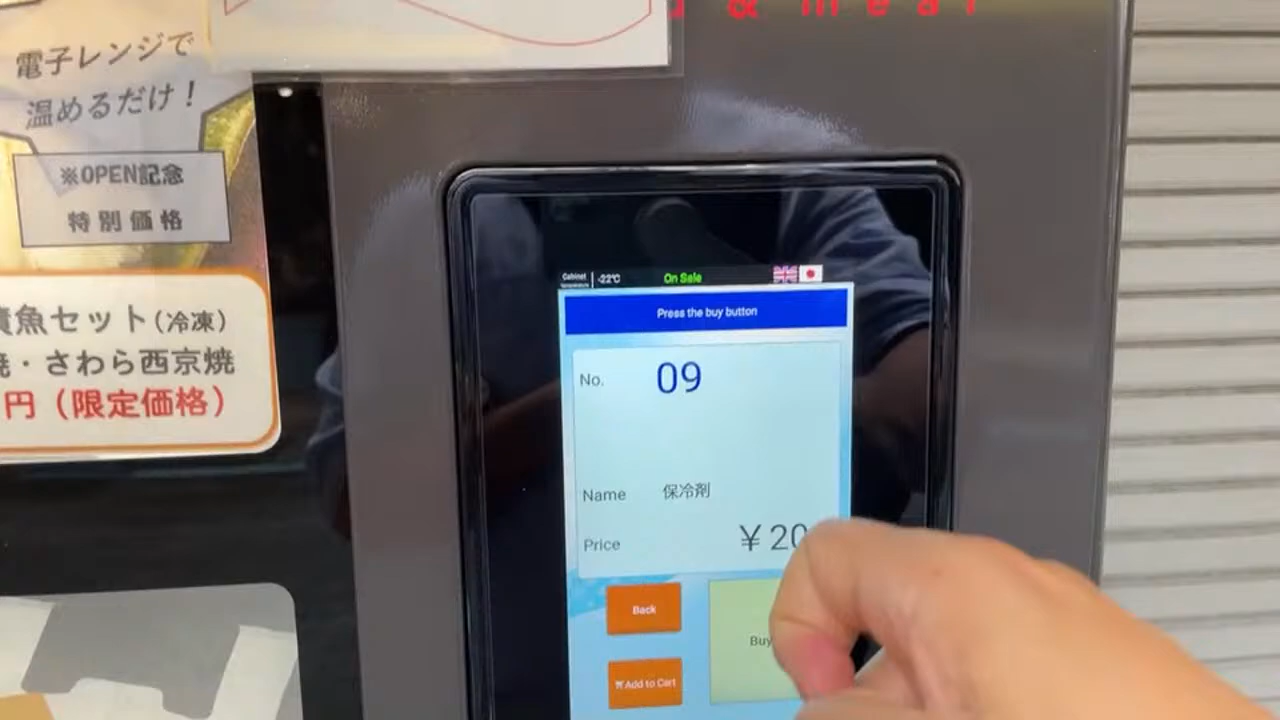 & meat
電子レンジで
温めるだけ！
※OPEN記念
特別価格
魚セット(冷凍)
・さわら西京焼
円（限定価格）
Cabinet
temperature
-22℃
On Sale
Press the buy button
No. 09
Name 保冷剤
Price ¥20
Back
Buy
Add to Cart